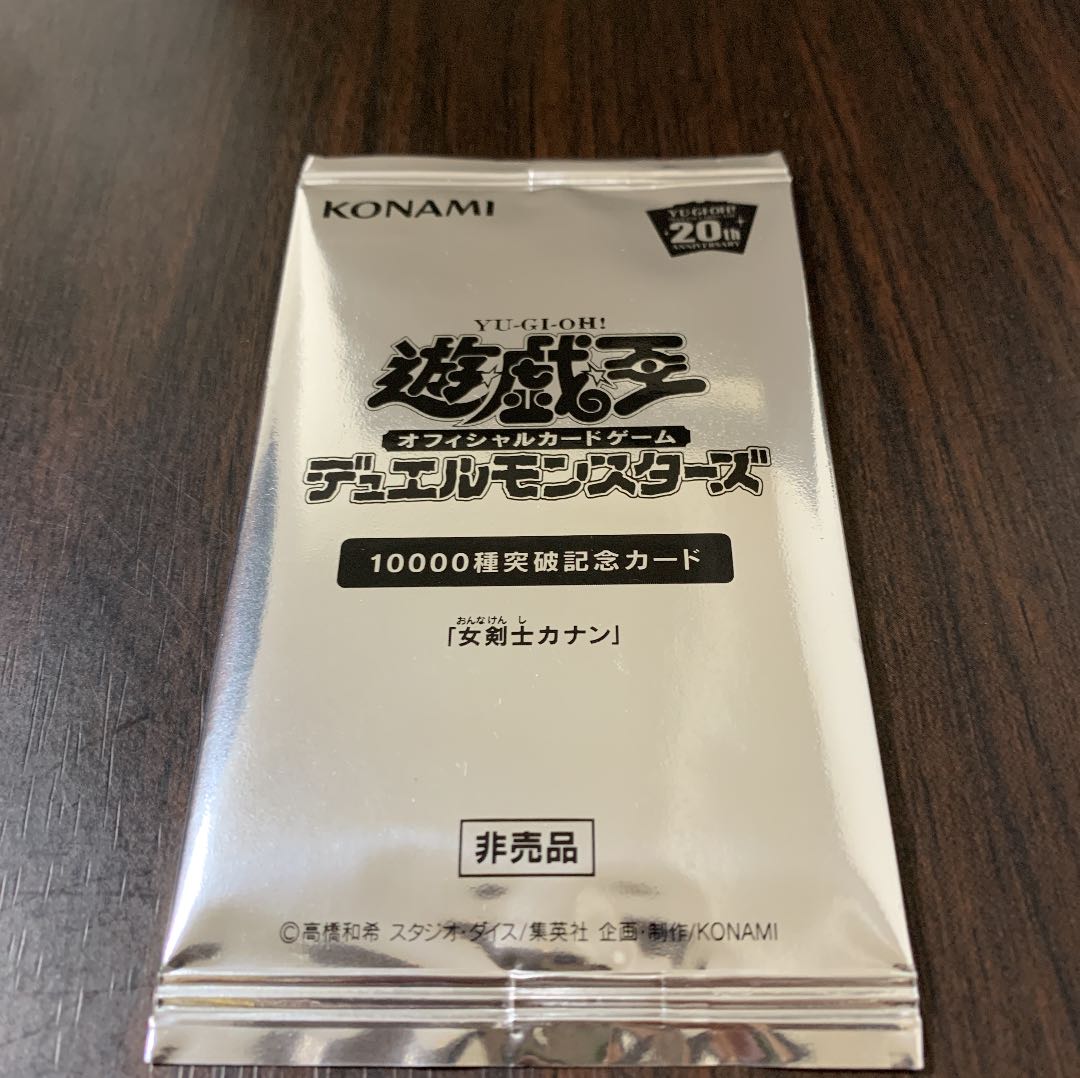 KONAMI
YU-GI-OH!
20th
ANNIVERSARY
YU-GI-OH!
遊戯王
オフィシャルカードゲーム
デュエルモンスターズ
10000種突破記念カード
おんなけんし
「女剣士カナン」
非売品
©高橋和希 スタジオ・ダイス/集英社 企画・制作/KONAMI